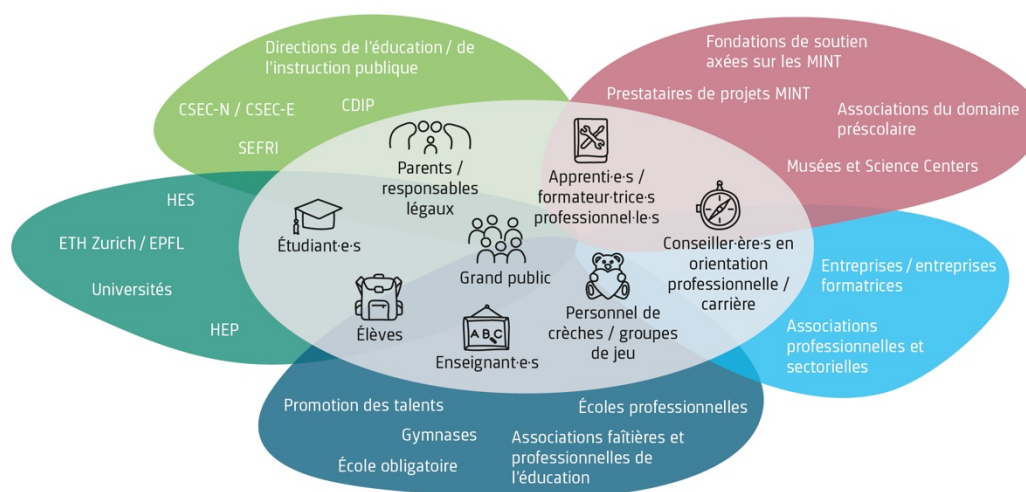 Directions de l'éducation / de
l'instruction publique
CSEC-N / CSEC-E
CDIP
SEFRI
Fondations de soutien
axées sur les MINT
Prestataires de projets MINT
Associations du domaine
préscolaire
Musées et Science Centers
HES
ETH Zurich / EPFL
Universités
HEP
Parents /
responsables
légaux
Apprenti·e·s /
formateur·trice·s
professionnel·le·s
Étudiant·e·s
Grand public
Conseiller·ère·s en
orientation
professionnelle /
carrière
Élèves
A B C
Enseignant·e·s
Personnel de
crèches / groupes
de jeu
Entreprises / entreprises
formatrices
Associations
professionnelles et
sectorielles
Promotion des talents
Écoles professionnelles
Gymnases
Associations faîtières et
professionnelles de
l'éducation
École obligatoire